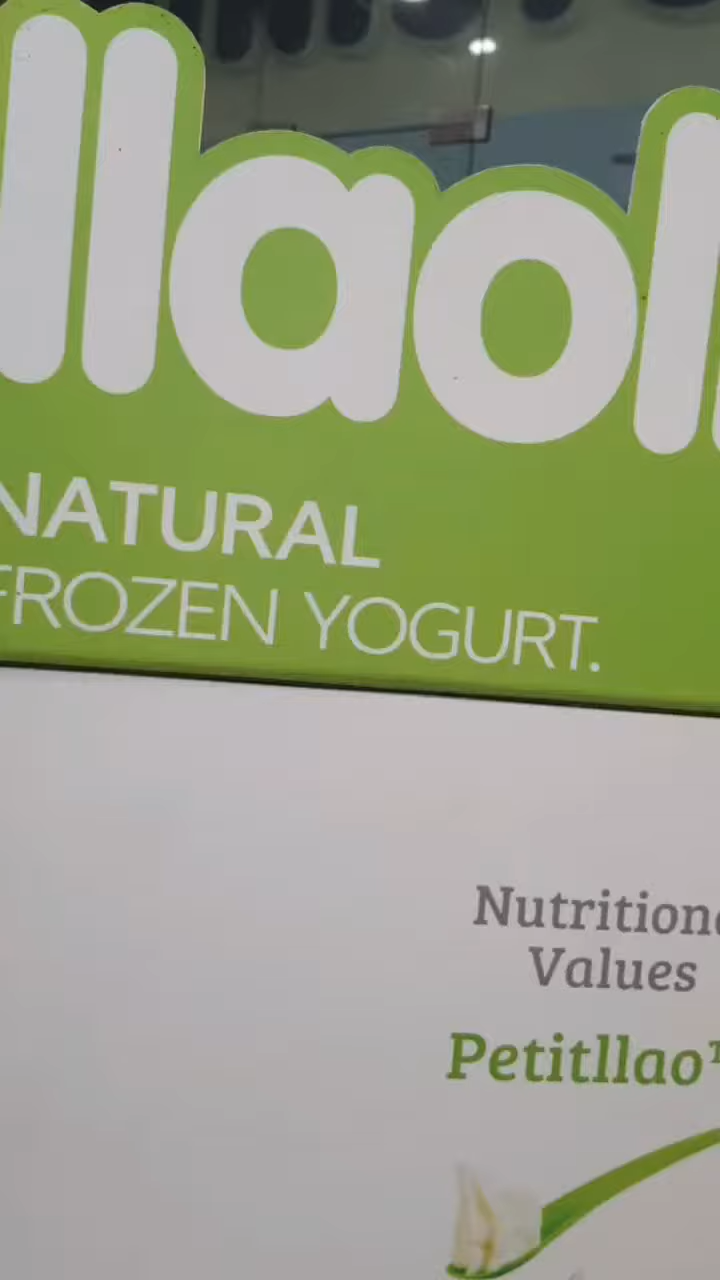 llaol
NATURAL
FROZEN YOGURT.
Nutritiona
Values
Petitllao